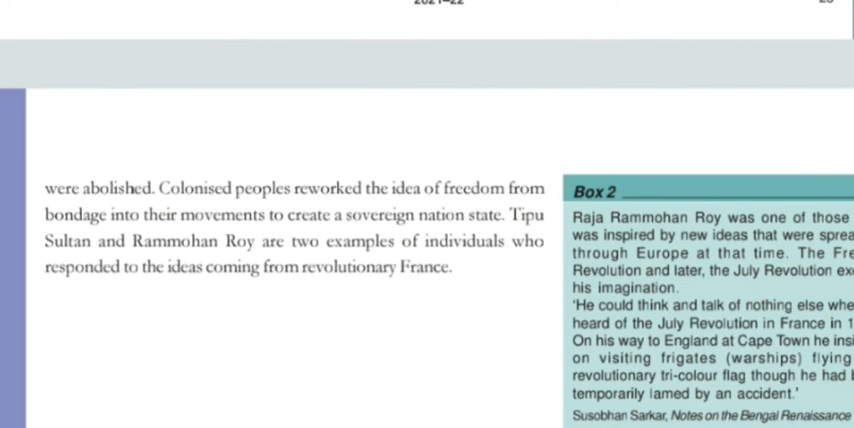 were abolished. Colonised peoples reworked the idea of freedom from
bondage into their movements to create a sovereign nation state. Tipu
Sultan and Rammohan Roy are two examples of individuals who
responded to the ideas coming from revolutionary France.
Box 2
Raja Rammohan Roy was one of those
was inspired by new ideas that were sprea
through Europe at that time. The Fre
Revolution and later, the July Revolution ex
his imagination.
'He could think and talk of nothing else whe
heard of the July Revolution in France in 1
On his way to England at Cape Town he insi
on visiting frigates (warships) flying
revolutionary tri-colour flag though he had
temporarily lamed by an accident.'
Susobhan Sarkar, Notes on the Bengal Renaissance